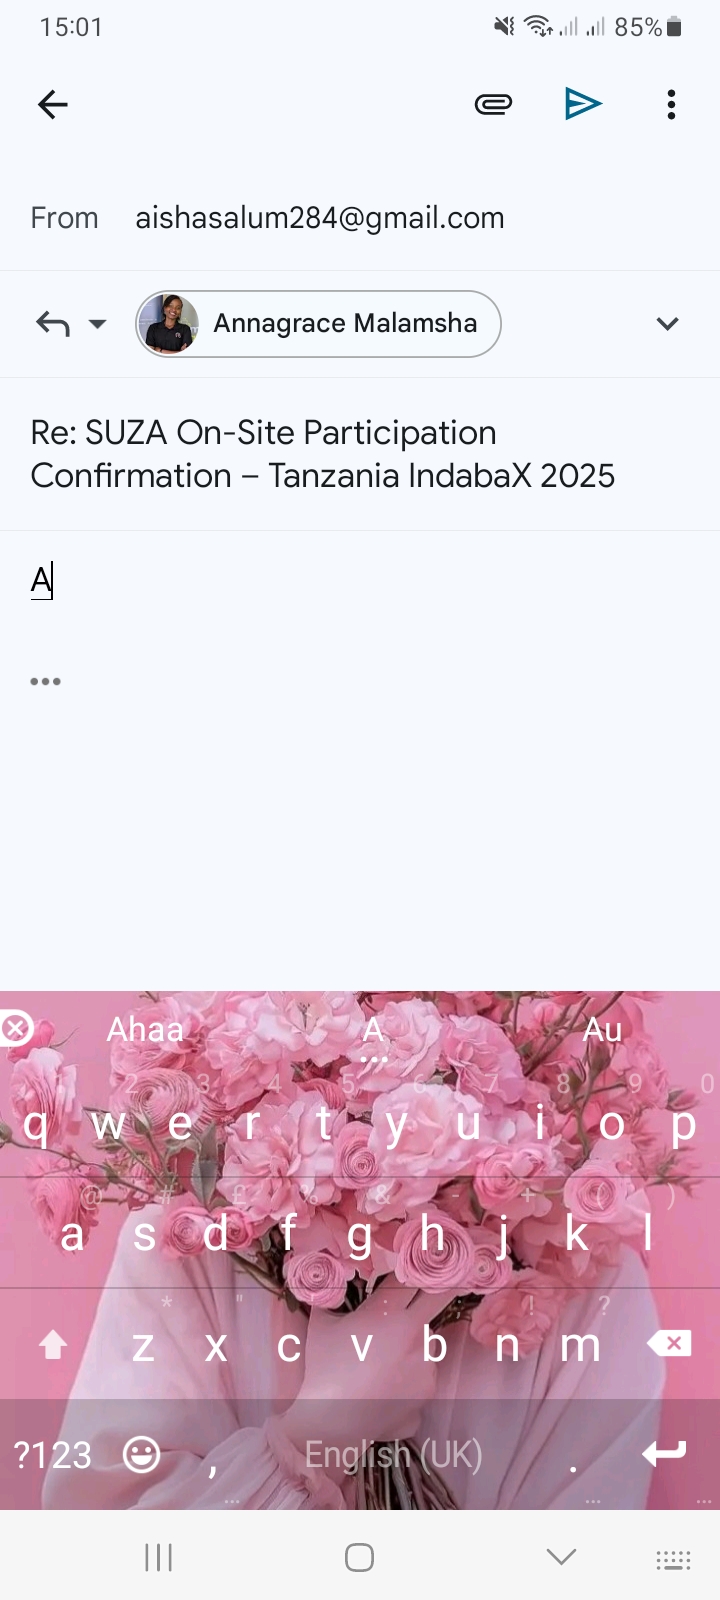 15:01 85%
From aishasalum284@gmail.com
Annagrace Malamsha
Re: SUZA On-Site Participation
Confirmation – Tanzania IndabaX 2025
A
Ahaa A Au
2 3 4 5 6 7 8 9 0
q w e r t y u i o p
@ # £ % & - + ( )
a s d f g h j k l
* " ' : ; ! ?
z x c v b n m
?123 , English (UK) .